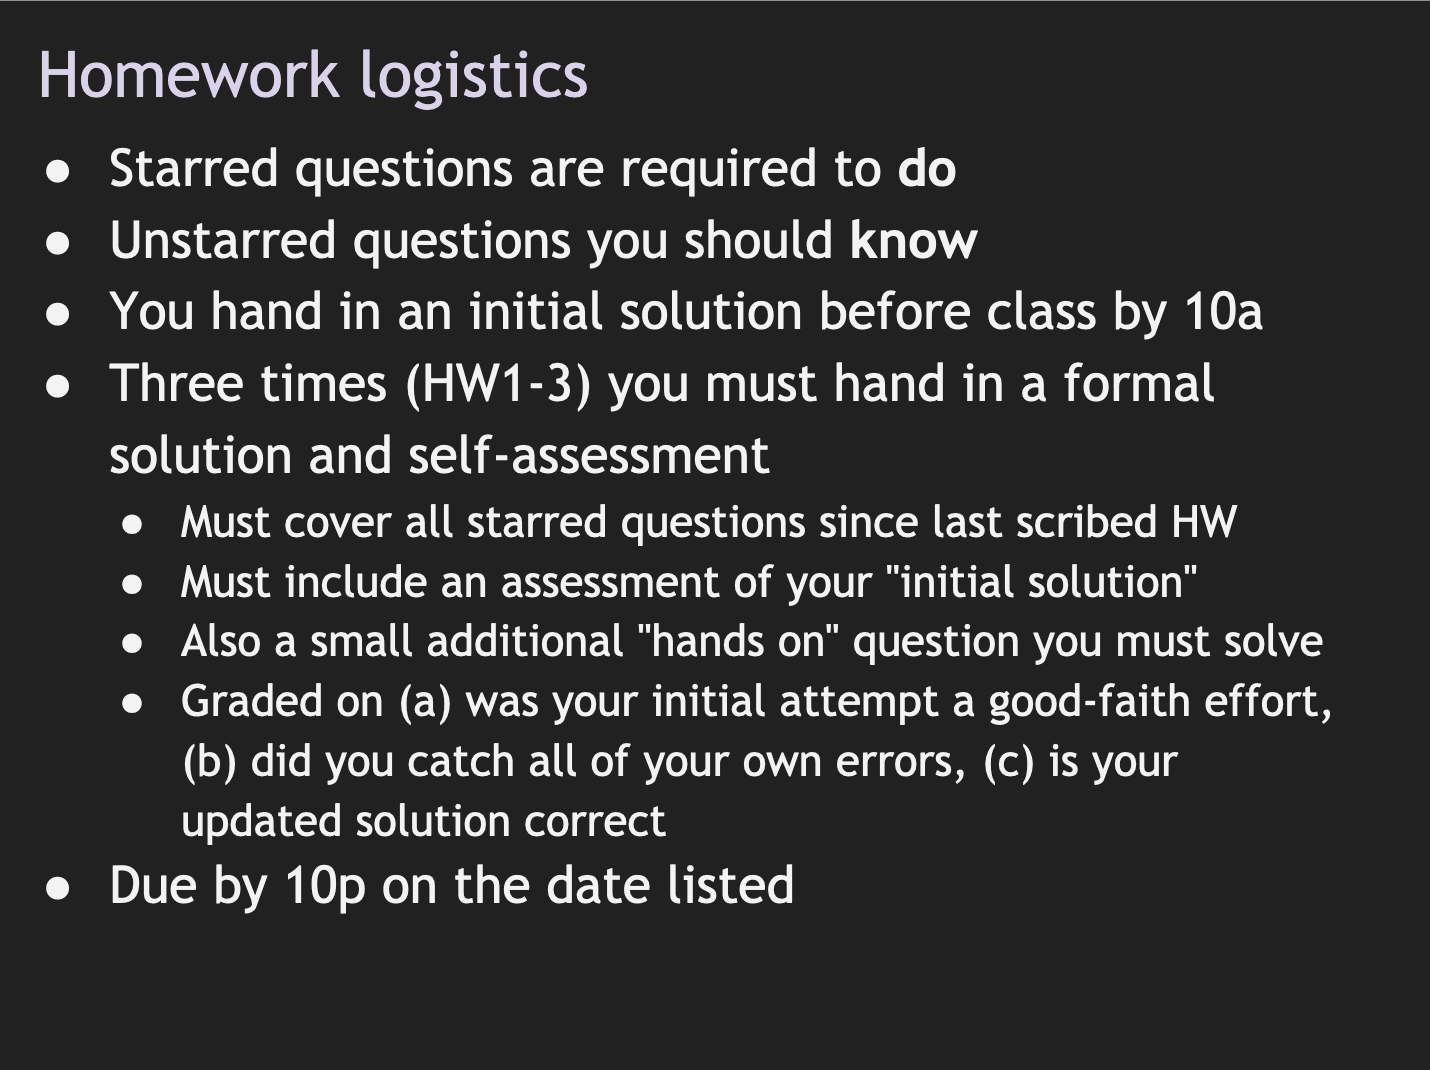 Homework logistics
● Starred questions are required to do
● Unstarred questions you should know
● You hand in an initial solution before class by 10a
● Three times (HW1-3) you must hand in a formal
solution and self-assessment
● Must cover all starred questions since last scribed HW
● Must include an assessment of your "initial solution"
● Also a small additional "hands on" question you must solve
● Graded on (a) was your initial attempt a good-faith effort,
(b) did you catch all of your own errors, (c) is your
updated solution correct
● Due by 10p on the date listed